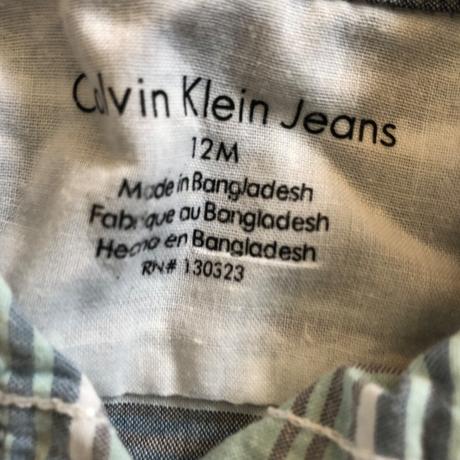 Calvin Klein Jeans
12M
Made in Bangladesh
Fabrique au Bangladesh
Hecho en Bangladesh
RN# 130323